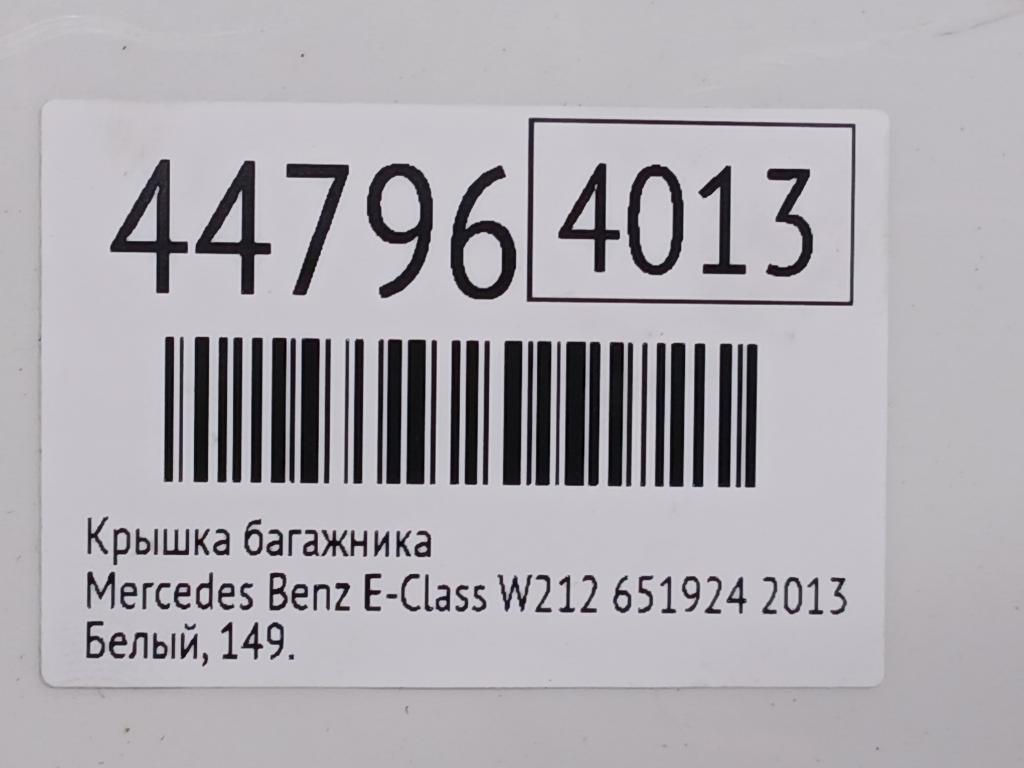 44796 4013
Крышка багажника
Mercedes Benz E-Class W212 651924 2013
Белый, 149.